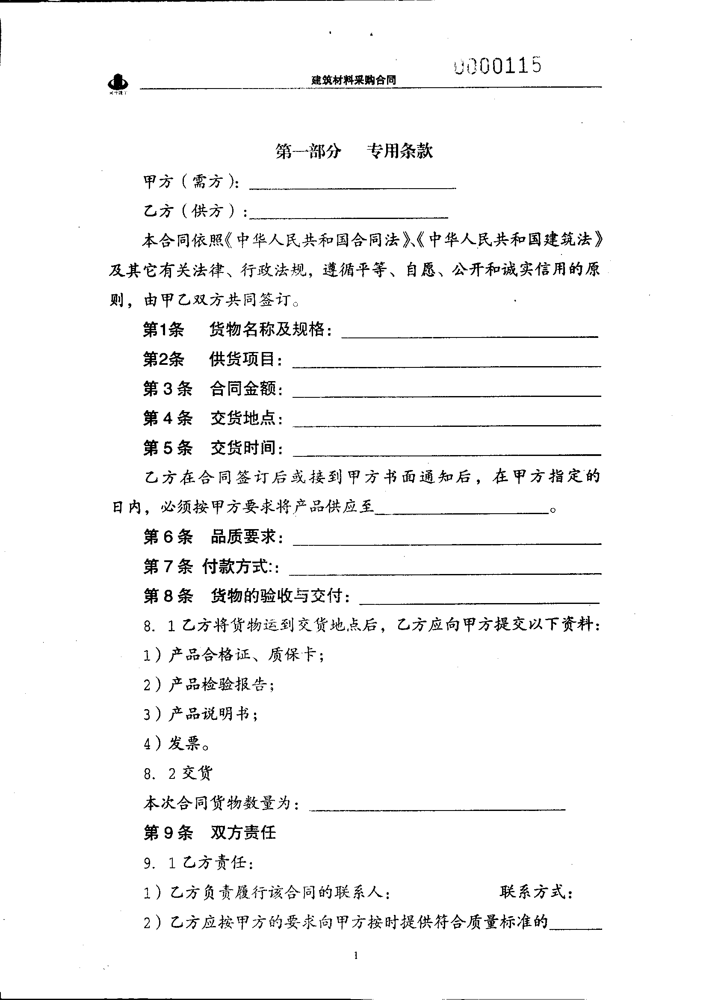 0000115
建筑材料采购合同
第一部分 专用条款
甲方(需方):
乙方(供方):
本合同依照《中华人民共和国合同法》、《中华人民共和国建筑法》
及其它有关法律、行政法规,遵循平等、自愿、公开和诚实信用的原
则,由甲乙双方共同签订。
第1条 货物名称及规格:
第2条 供货项目:
第3条 合同金额:
第4条 交货地点:
第5条 交货时间:
乙方在合同签订后或接到甲方书面通知后,在甲方指定的
日内,必须按甲方要求将产品供应至 。
第6条 品质要求:
第7条 付款方式::
第8条 货物的验收与交付:
8.1乙方将货物运到交货地点后,乙方应向甲方提交以下资料:
1)产品合格证、质保卡;
2)产品检验报告;
3)产品说明书;
4)发票。
8.2交货
本次合同货物数量为:
第9条 双方责任
9.1乙方责任:
1)乙方负责履行该合同的联系人: 联系方式:
2)乙方应按甲方的要求向甲方按时提供符合质量标准的
1